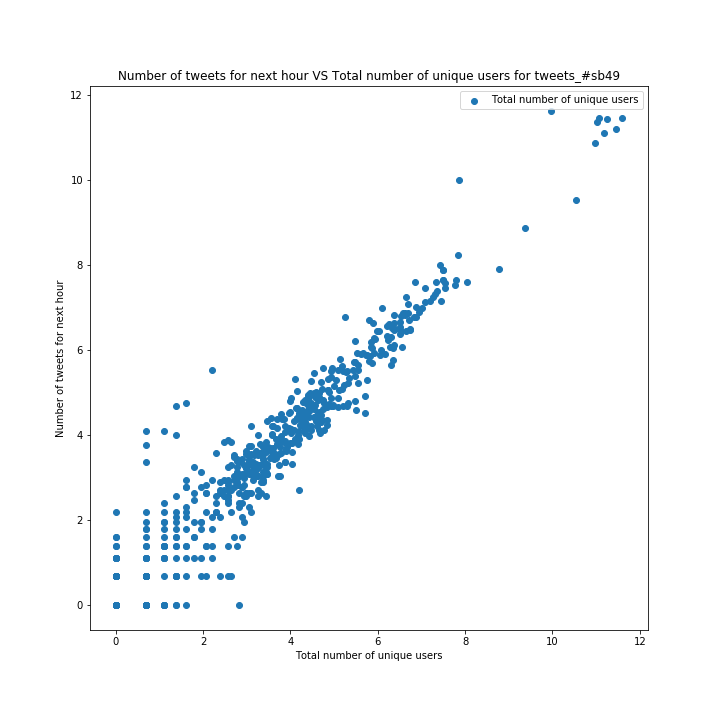 Number of tweets for next hour VS Total number of unique users for tweets_#sb49
Total number of unique users
12
10
8
6
4
2
0
Number of tweets for next hour
0 2 4 6 8 10 12
Total number of unique users